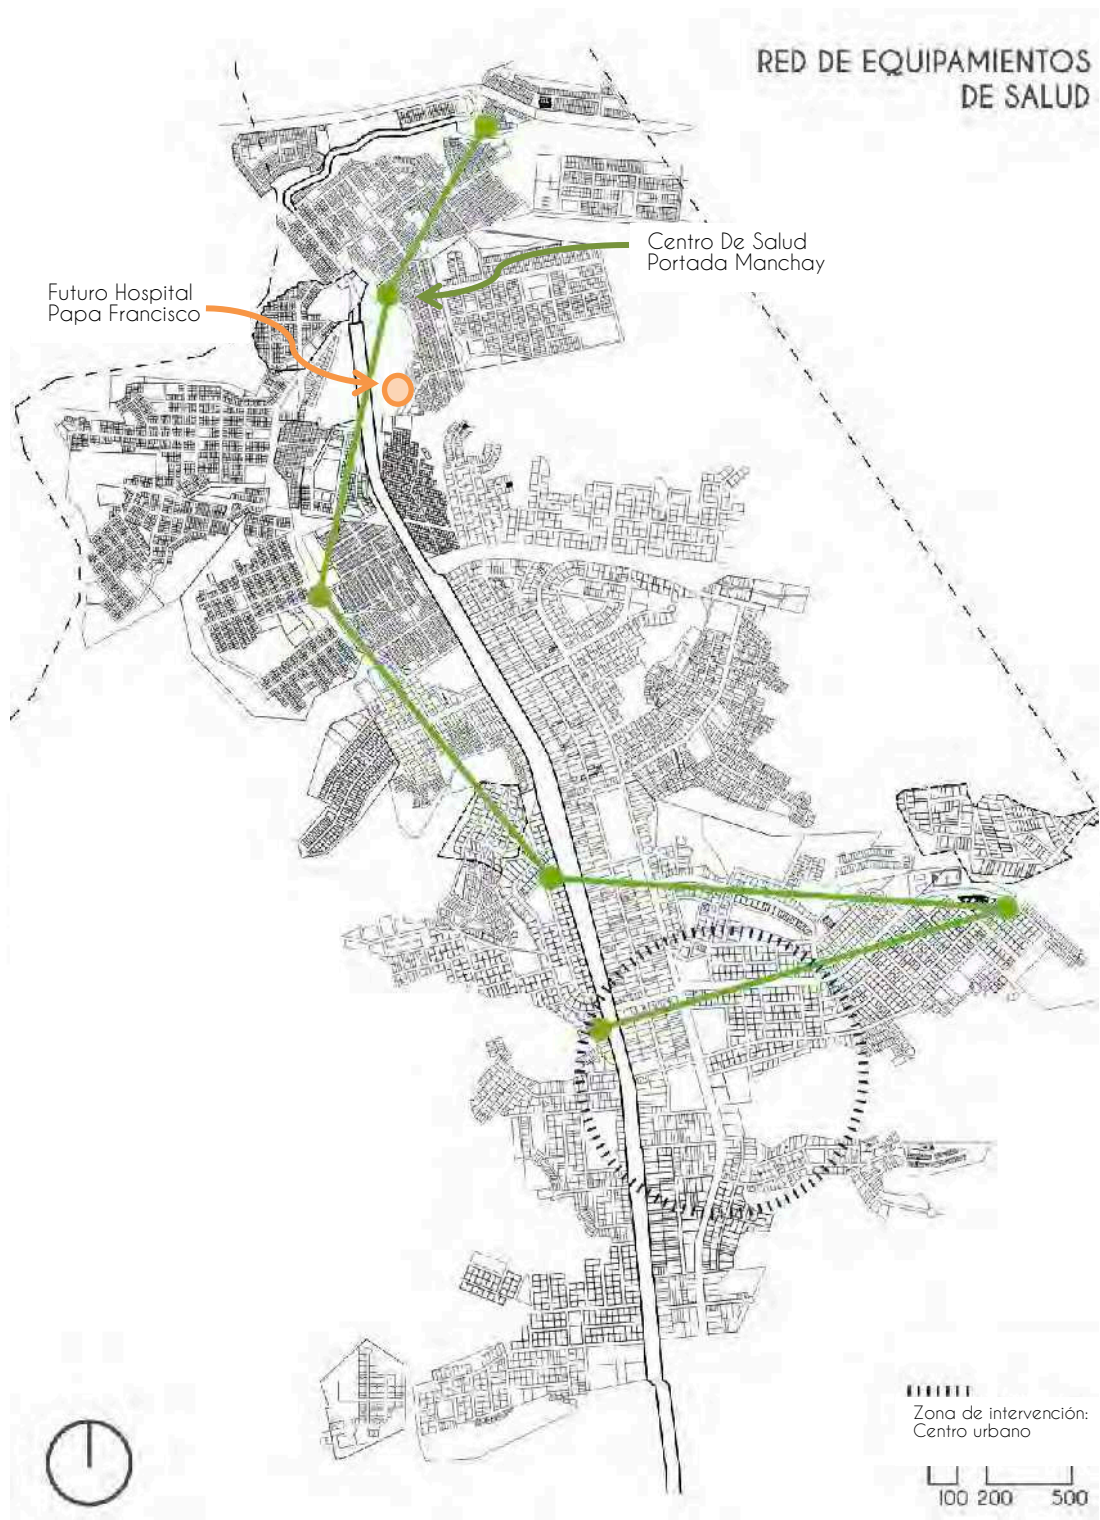 RED DE EQUIPAMIENTOS
DE SALUD
Centro De Salud
Portada Manchay
Futuro Hospital
Papa Francisco
Zona de intervención:
Centro urbano
100 200 500